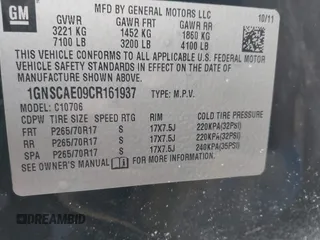 GM
MFD BY GENERAL MOTORS LLC
10/11
GVWR GAWR FRT GAWR RR
3221 KG 1452 KG 1860 KG
7100 LB 3200 LB 4100 LB
THIS VEHICLE CONFORMS TO ALL APPLICABLE U.S. FEDERAL MOTOR
VEHICLE SAFETY STANDARDS IN EFFECT ON THE DATE OF
MANUFACTURE SHOWN ABOVE.
1GNSCAE09CR161937 TYPE: M.P.V.
MODEL: C10706
CDPW TIRE SIZE SPEED RTG RIM COLD TIRE PRESSURE
FRT P265/70R17 S 17X7.5J 220KPA(32PSI)
RR P265/70R17 S 17X7.5J 220KPA(32PSI)
SPA P265/70R17 S 17X7.5J 240KPA(35PSI)
SEE OWNER'S MANUAL FOR ADDITIONAL INFORMATION.
DREAMBID